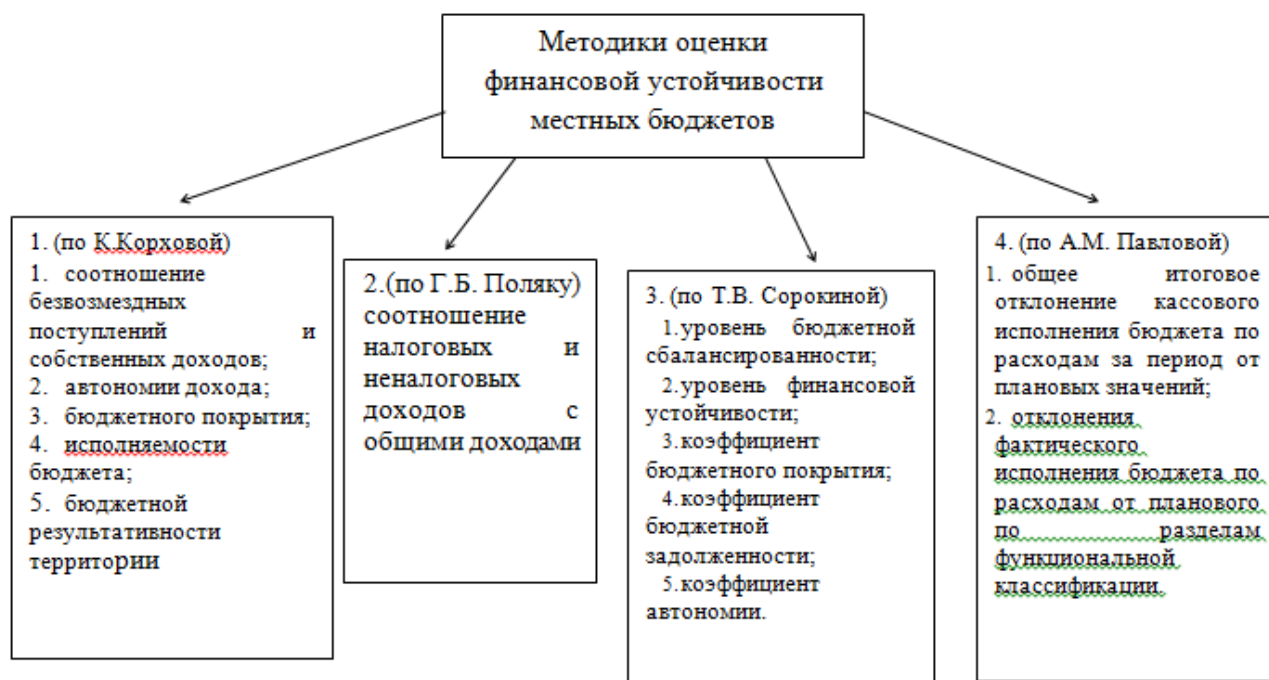 Методики оценки
финансовой устойчивости
местных бюджетов
1. (по К.Корховой)
1. соотношение
безвозмездных
поступлений и
собственных доходов;
2. автономии дохода;
3. бюджетного покрытия;
4. исполняемости
бюджета;
5. бюджетной
результативности
территории
2.(по Г.Б. Поляку)
соотношение
налоговых и
неналоговых
доходов с
общими доходами
3. (по Т.В. Сорокиной)
1.уровень бюджетной
сбалансированности;
2.уровень финансовой
устойчивости;
3.коэффициент
бюджетного покрытия;
4.коэффициент
бюджетной
задолженности;
5.коэффициент
автономии.
4. (по А.М. Павловой)
1. общее итоговое
отклонение кассового
исполнения бюджета по
расходам за период от
плановых значений;
2. отклонения
фактического
исполнения бюджета по
расходам от планового
по разделам
функциональной
классификации.